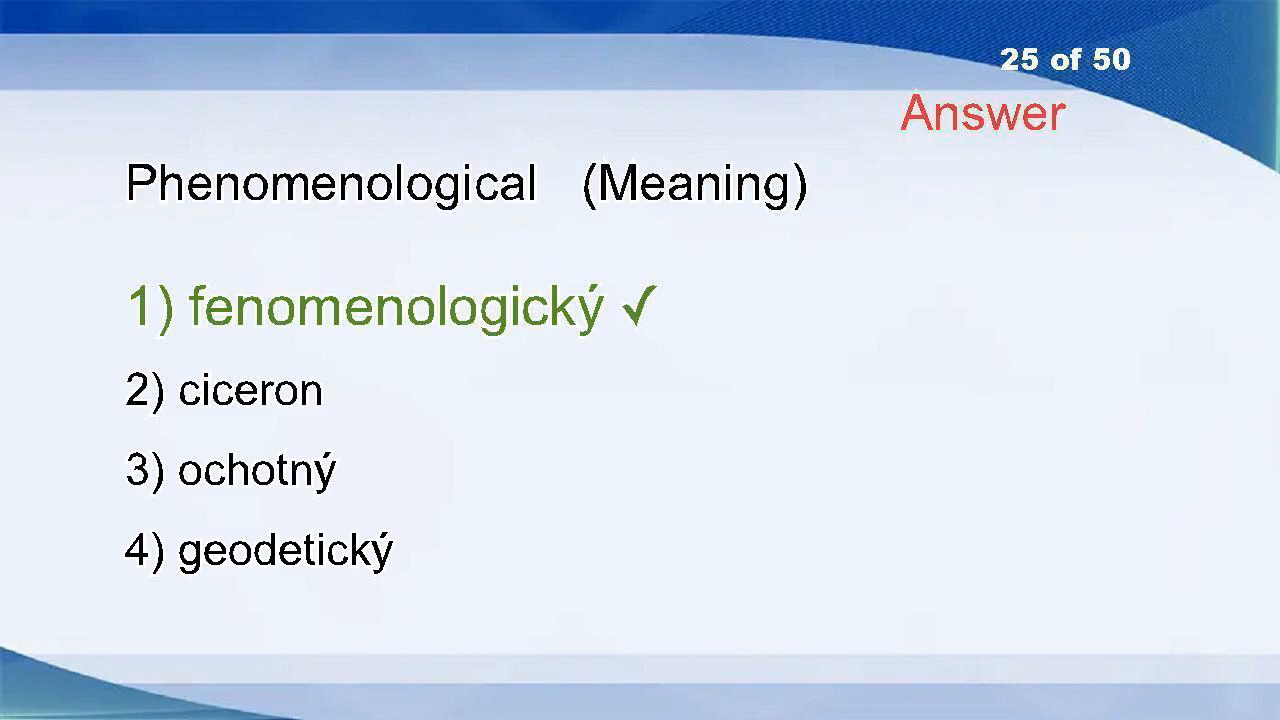 25 of 50
Answer
Phenomenological (Meaning)
1) fenomenologický ✓
2) ciceron
3) ochotný
4) geodetický